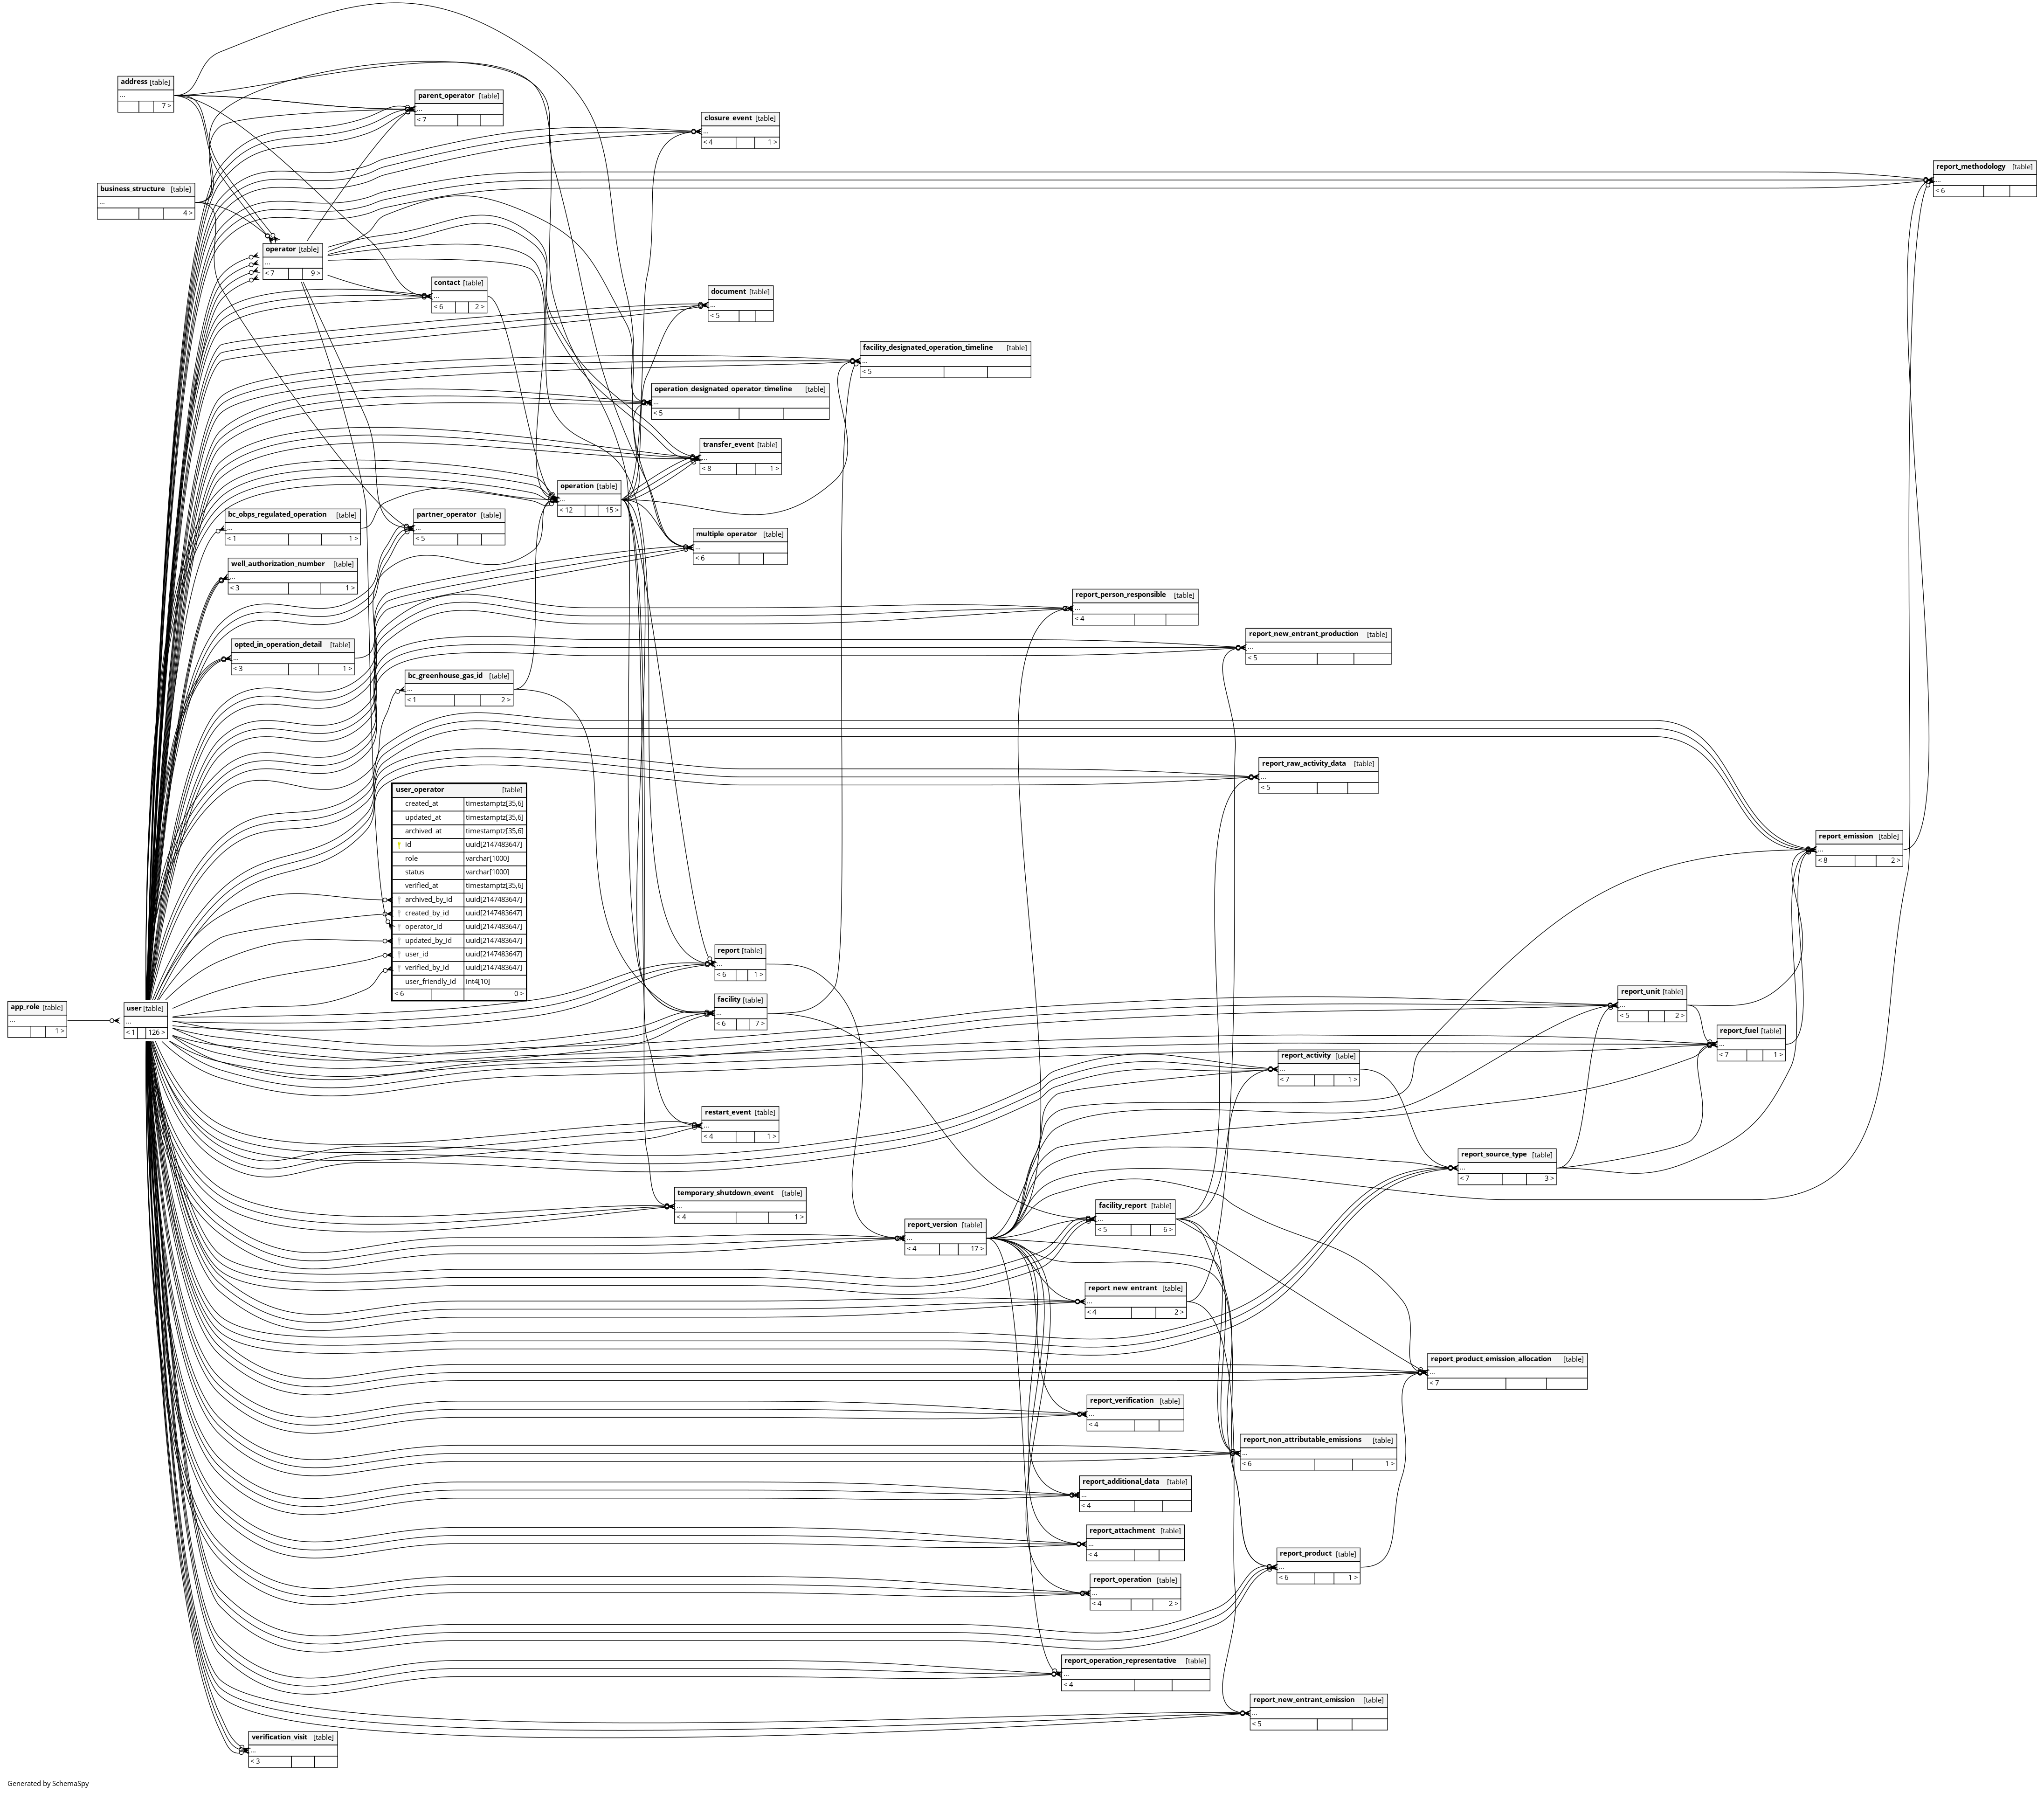 address [table]
...
7 >
parent_operator [table]
...
< 7
closure_event [table]
...
< 4 1 >
report_methodology [table]
...
< 6
business_structure [table]
...
4 >
operator [table]
...
< 7 9 >
contact [table]
...
< 6 2 >
document [table]
...
< 5
facility_designated_operation_timeline [table]
...
< 5
operation_designated_operator_timeline [table]
...
< 5
transfer_event [table]
...
< 8 1 >
operation [table]
...
< 12 15 >
bc_obps_regulated_operation [table]
...
< 1 1 >
partner_operator [table]
...
< 5
multiple_operator [table]
...
< 6
well_authorization_number [table]
...
< 3 1 >
report_person_responsible [table]
...
< 4
report_new_entrant_production [table]
...
< 5
opted_in_operation_detail [table]
...
< 3 1 >
bc_greenhouse_gas_id [table]
...
< 1 2 >
report_raw_activity_data [table]
...
< 5
user_operator [table]
created_at timestamptz[35,6]
updated_at timestamptz[35,6]
archived_at timestamptz[35,6]
id uuid[2147483647]
role varchar[1000]
status varchar[1000]
verified_at timestamptz[35,6]
archived_by_id uuid[2147483647]
created_by_id uuid[2147483647]
operator_id uuid[2147483647]
updated_by_id uuid[2147483647]
user_id uuid[2147483647]
verified_by_id uuid[2147483647]
user_friendly_id int4[10]
< 6 0 >
report_emission [table]
...
< 8 2 >
report [table]
...
< 6 1 >
facility [table]
...
< 6 7 >
report_unit [table]
...
< 5 2 >
app_role [table]
...
1 >
user [table]
...
< 1 126 >
report_fuel [table]
...
< 7 1 >
report_activity [table]
...
< 7 1 >
restart_event [table]
...
< 4 1 >
report_source_type [table]
...
< 7 3 >
temporary_shutdown_event [table]
...
< 4 1 >
facility_report [table]
...
< 5 6 >
report_version [table]
...
< 4 17 >
report_new_entrant [table]
...
< 4 2 >
report_product_emission_allocation [table]
...
< 7
report_verification [table]
...
< 4
report_non_attributable_emissions [table]
...
< 6 1 >
report_additional_data [table]
...
< 4
report_attachment [table]
...
< 4
report_product [table]
...
< 6 1 >
report_operation [table]
...
< 4 2 >
report_operation_representative [table]
...
< 4
report_new_entrant_emission [table]
...
< 5
verification_visit [table]
...
< 3
Generated by SchemaSpy